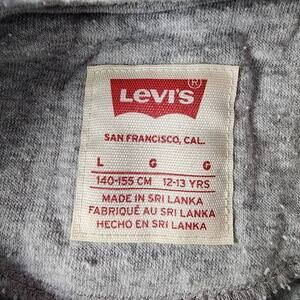 Levi's ®
SAN FRANCISCO, CAL.
L G G
140-155 CM 12-13 YRS
MADE IN SRI LANKA
FABRIQUÉ AU SRI LANKA
HECHO EN SRI LANKA